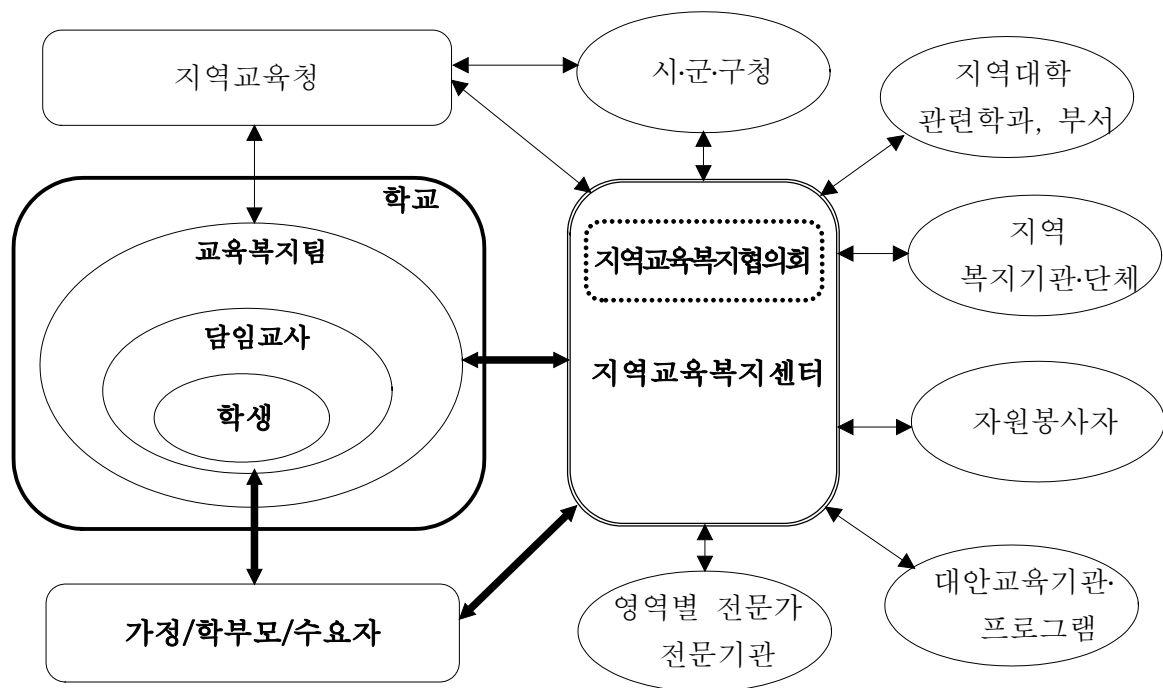 지역교육청
시·군·구청
지역대학
관련학과, 부서
학교
교육복지팀
담임교사
학생
지역교육복지협의회
지역교육복지센터
지역
복지기관·단체
자원봉사자
대안교육기관·
프로그램
영역별 전문가
전문기관
가정/학부모/수요자